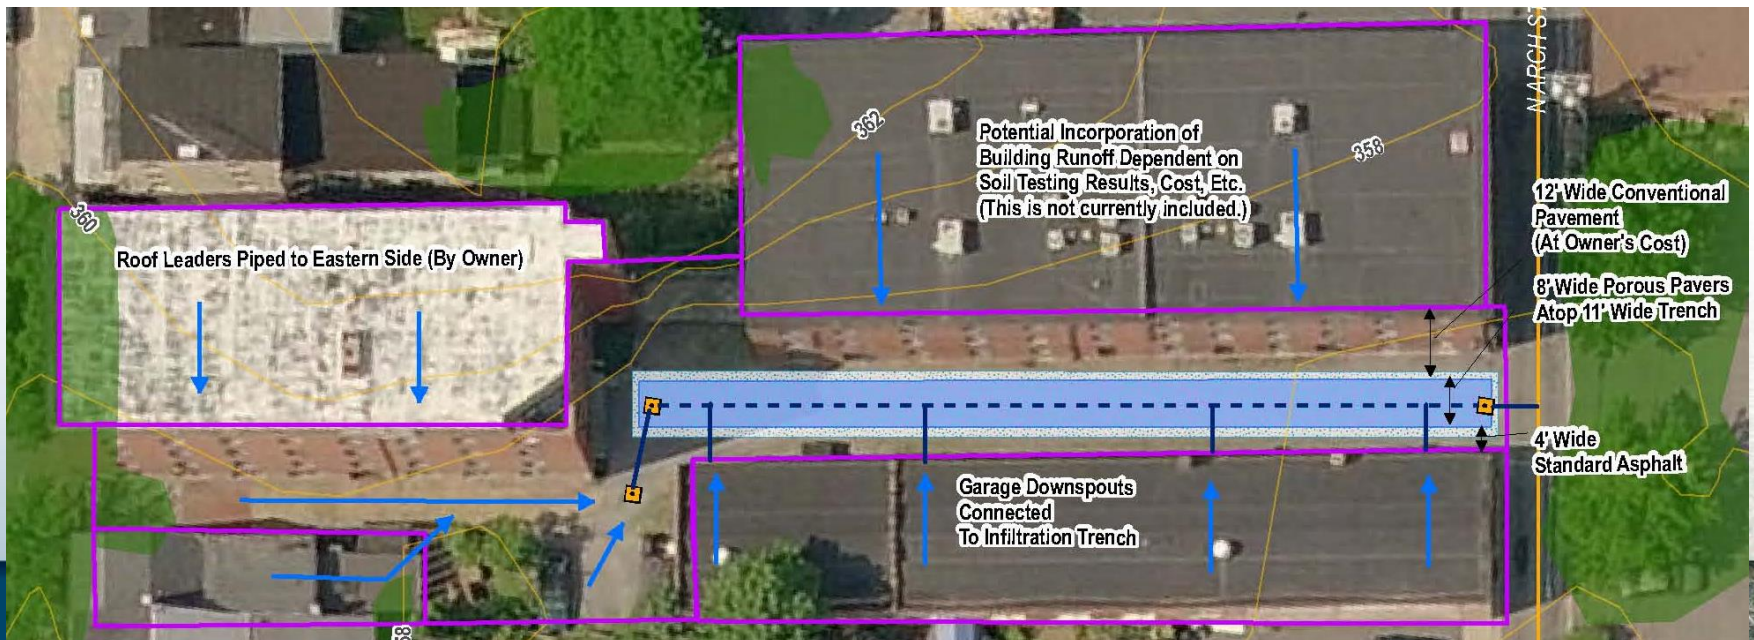 N ARCH ST
362
Potential Incorporation of
Building Runoff Dependent on
Soil Testing Results, Cost, Etc.
(This is not currently included.)
358
12' Wide Conventional
Pavement
(At Owner's Cost)
360
Roof Leaders Piped to Eastern Side (By Owner)
8' Wide Porous Pavers
Atop 11' Wide Trench
4' Wide
Standard Asphalt
Garage Downspouts
Connected
To Infiltration Trench